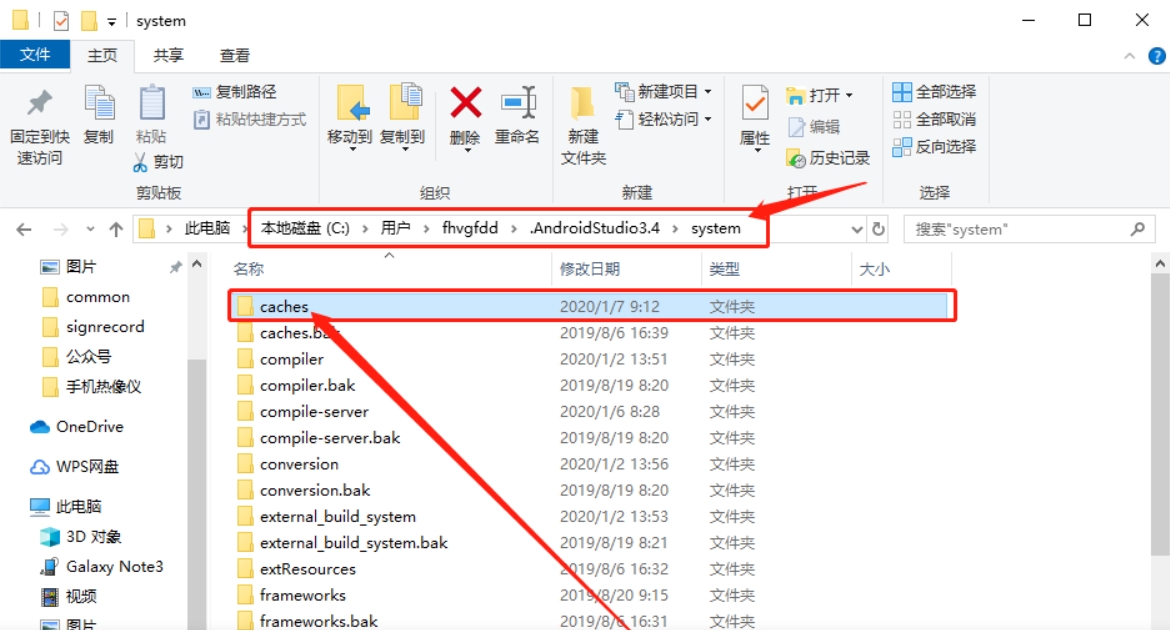 system
文件 主页 共享 查看
固定到快
速访问
复制
粘贴
复制路径
粘贴快捷方式
剪切
剪贴板
移动到 复制到 删除 重命名
组织
新建
文件夹
新建项目
轻松访问
新建
属性
打开
编辑
历史记录
打开
全部选择
全部取消
反向选择
选择
此电脑 › 本地磁盘 (C:) › 用户 › fhvgfdd › .AndroidStudio3.4 › system
搜索"system"
图片
common
signrecord
公众号
手机热像仪
OneDrive
WPS网盘
此电脑
3D 对象
Galaxy Note3
视频
图片
名称 修改日期 类型 大小
caches 2020/1/7 9:12 文件夹
caches.bak 2019/8/6 16:39 文件夹
compiler 2020/1/2 13:51 文件夹
compiler.bak 2019/8/19 8:20 文件夹
compile-server 2020/1/6 8:28 文件夹
compile-server.bak 2019/8/19 8:20 文件夹
conversion 2020/1/2 13:56 文件夹
conversion.bak 2019/8/19 8:20 文件夹
external_build_system 2020/1/2 13:53 文件夹
external_build_system.bak 2019/8/19 8:21 文件夹
extResources 2019/8/6 16:32 文件夹
frameworks 2019/8/20 9:15 文件夹
frameworks.bak 2019/8/6 16:31 文件夹